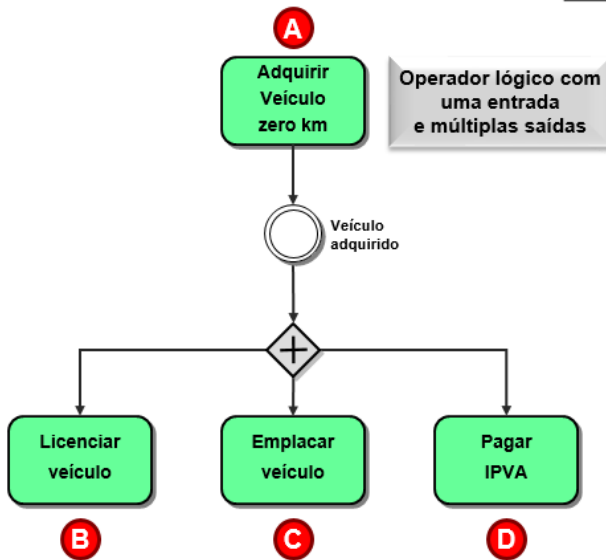 A
Adquirir
Veículo
zero km
Operador lógico com
uma entrada
e múltiplas saídas
Veículo
adquirido
Licenciar
veículo
Emplacar
veículo
Pagar
IPVA
B
C
D